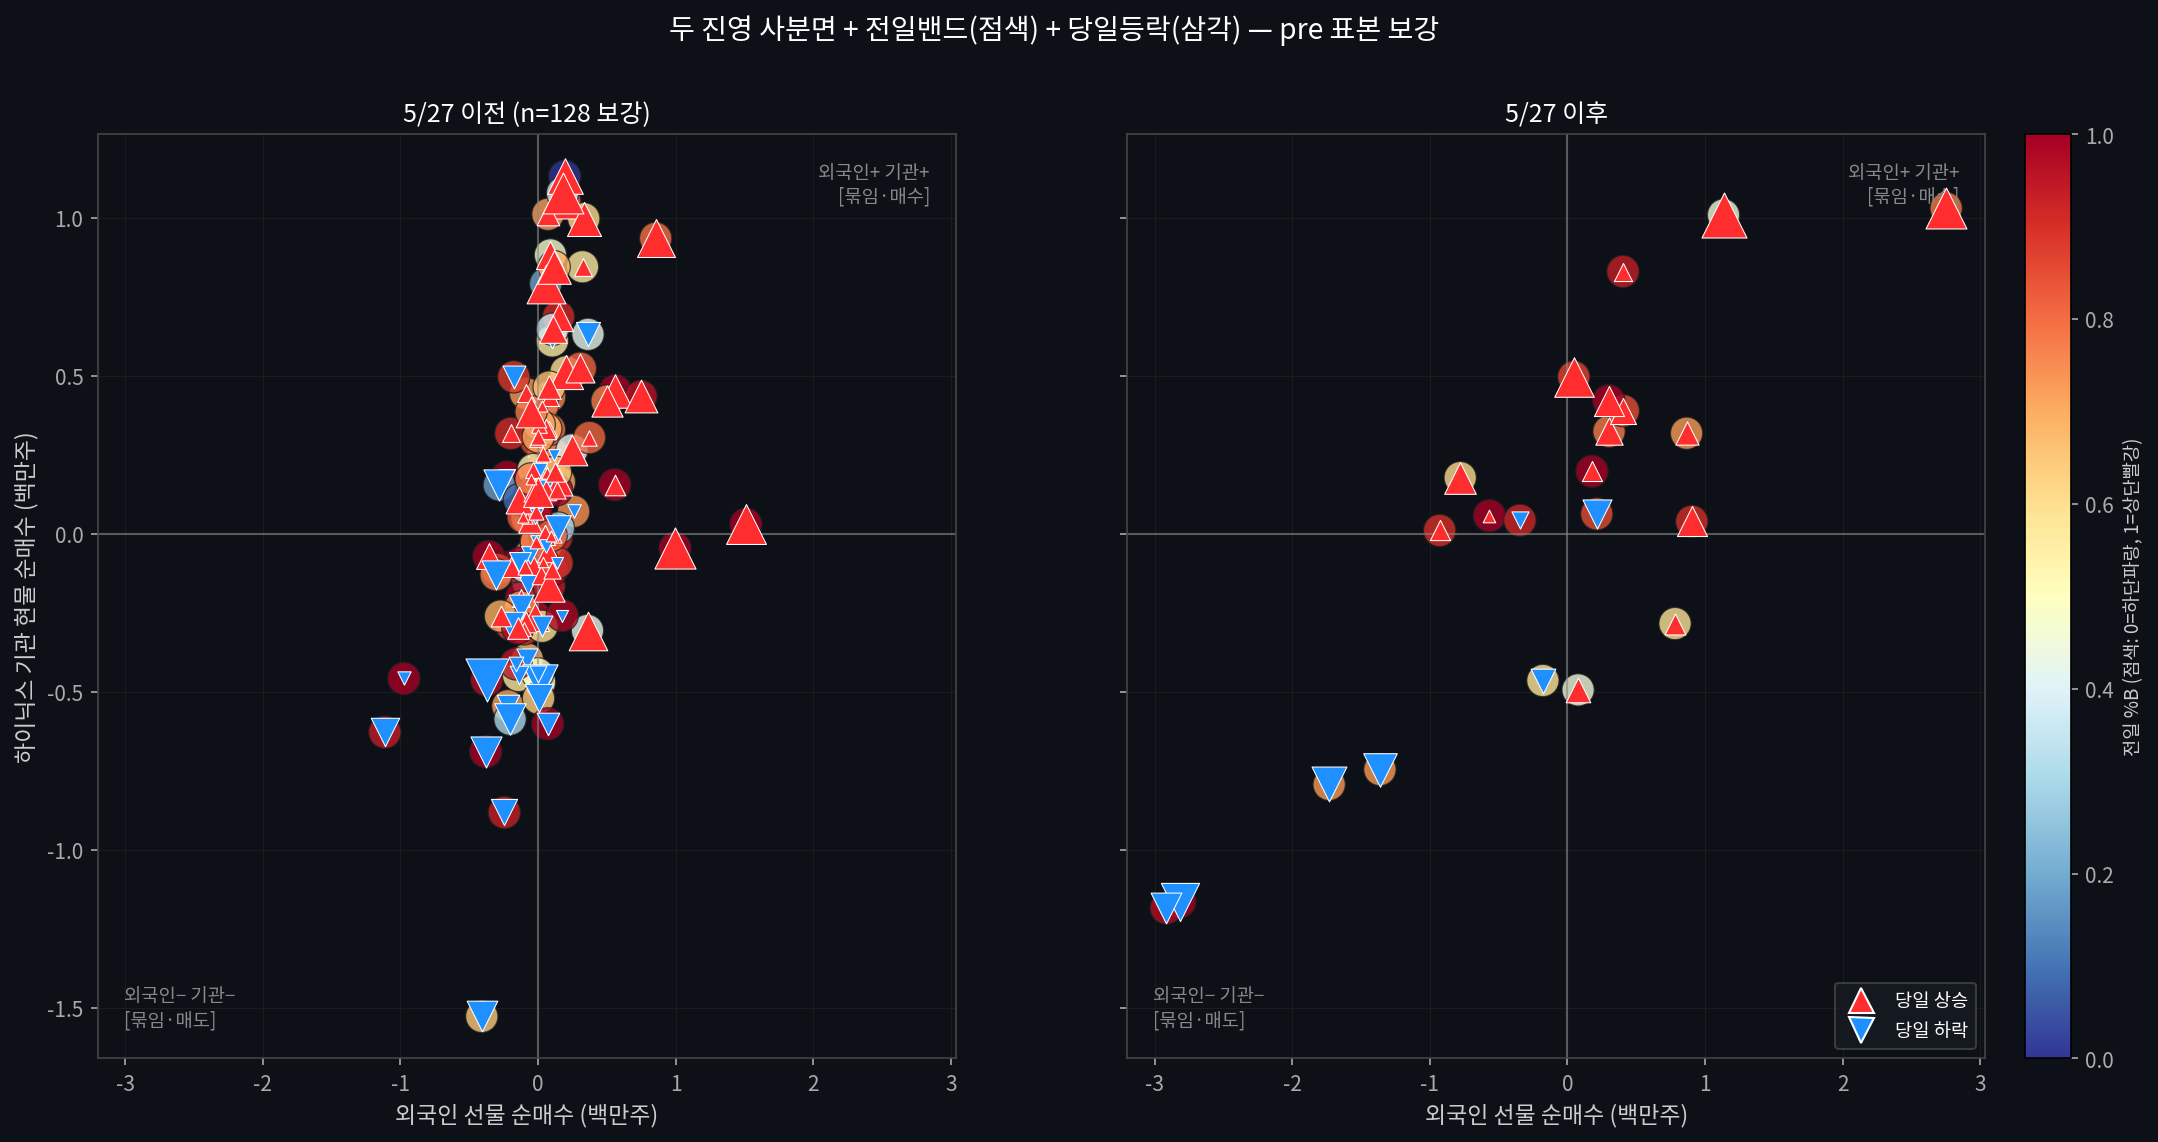 두 진영 사분면 + 전일밴드(점색) + 당일등락(삼각) — pre 표본 보강
5/27 이전 (n=128 보강)
외국인+ 기관+
[묶임·매수]
하이닉스 기관 현물 순매수 (백만주)
1.0
0.5
0.0
-0.5
-1.0
-1.5
외국인− 기관−
[묶임·매도]
-3
-2
-1
0
1
2
3
외국인 선물 순매수 (백만주)
5/27 이후
외국인+ 기관+
[묶임·매
외국인− 기관−
[묶임·매도]
당일 상승
당일 하락
-3
-2
-1
0
1
2
3
외국인 선물 순매수 (백만주)
1.0
0.8
0.6
0.4
0.2
0.0
전일 %B (점색: 0=하단파랑, 1=상단빨강)